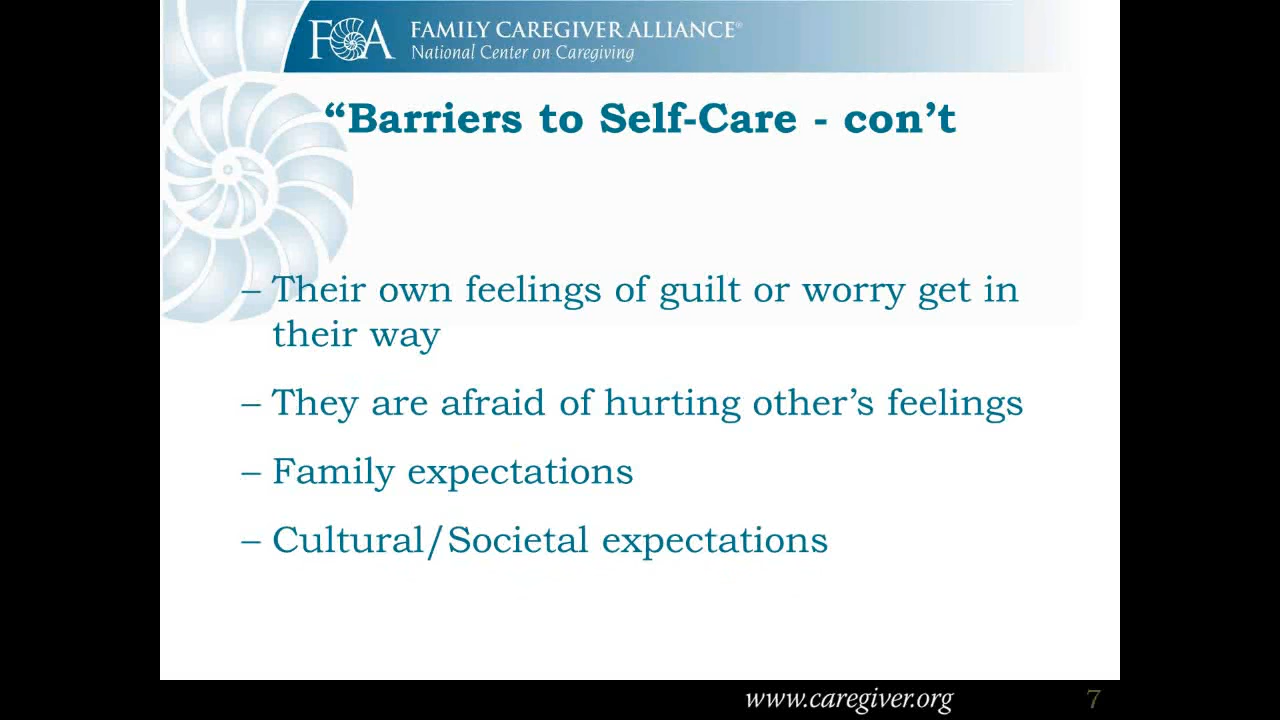 FCA FAMILY CAREGIVER ALLIANCE®
National Center on Caregiving
“Barriers to Self-Care - con’t
– Their own feelings of guilt or worry get in
their way
– They are afraid of hurting other’s feelings
– Family expectations
– Cultural/Societal expectations
www.caregiver.org 7